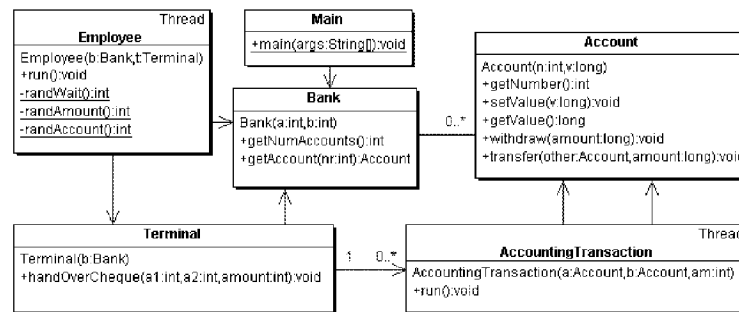 Thread
Employee
Employee(b:Bank,t:Terminal)
+run():void
-randWait():int
-randAmount():int
-randAccount():int
Main
+main(args:String[]):void
Bank
Bank(a:int,b:int)
+getNumAccounts():int
+getAccount(nr:int):Account
0..*
Account
Account(n:int,v:long)
+getNumber():int
+setValue(v:long):void
+getValue():long
+withdraw(amount:long):void
+transfer(other:Account,amount:long):void
Terminal
Terminal(b:Bank)
+handOverCheque(a1:int,a2:int,amount:int):void
1 0..*
Thread
AccountingTransaction
AccountingTransaction(a:Account,b:Account,am:int)
+run():void